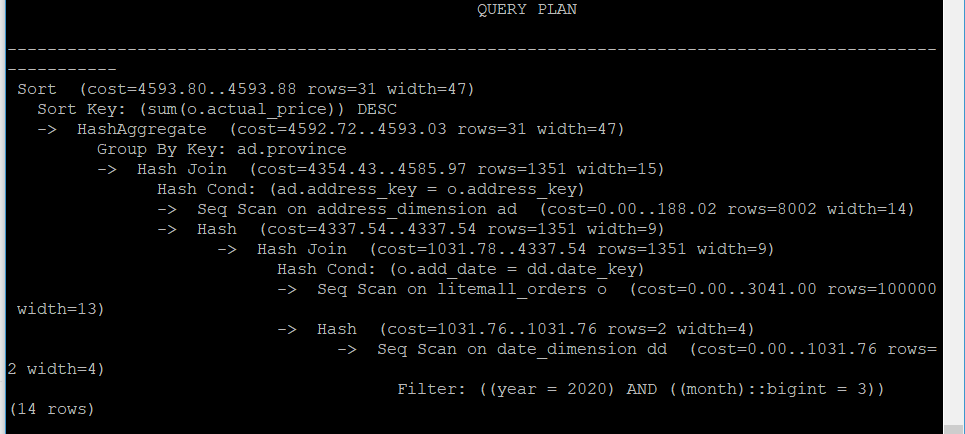 QUERY PLAN
---------------------------------------------------------------------------------------------
-----------
Sort  (cost=4593.80..4593.88 rows=31 width=47)
  Sort Key: (sum(o.actual_price)) DESC
  ->  HashAggregate  (cost=4592.72..4593.03 rows=31 width=47)
        Group By Key: ad.province
        ->  Hash Join  (cost=4354.43..4585.97 rows=1351 width=15)
              Hash Cond: (ad.address_key = o.address_key)
              ->  Seq Scan on address_dimension ad  (cost=0.00..188.02 rows=8002 width=14)
              ->  Hash  (cost=4337.54..4337.54 rows=1351 width=9)
                    ->  Hash Join  (cost=1031.78..4337.54 rows=1351 width=9)
                          Hash Cond: (o.add_date = dd.date_key)
                          ->  Seq Scan on litemall_orders o  (cost=0.00..3041.00 rows=100000
width=13)
                          ->  Hash  (cost=1031.76..1031.76 rows=2 width=4)
                                ->  Seq Scan on date_dimension dd  (cost=0.00..1031.76 rows=
2 width=4)
                                      Filter: ((year = 2020) AND ((month)::bigint = 3))
(14 rows)